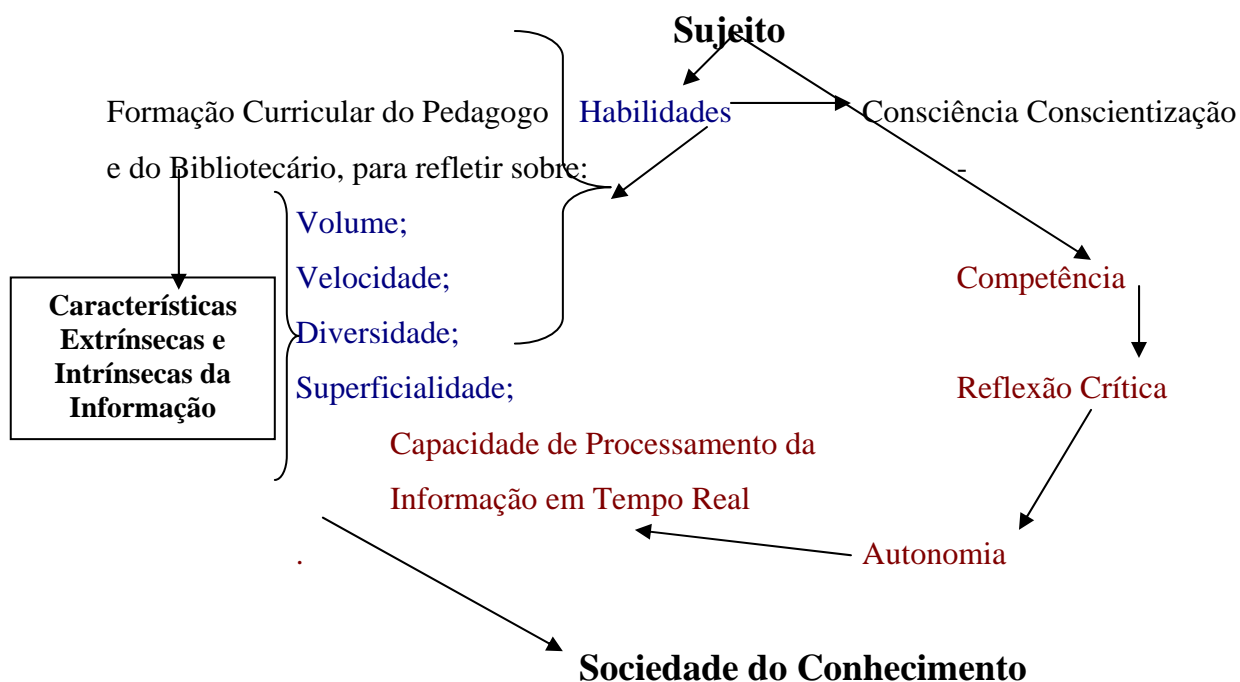 Sujeito
Formação Curricular do Pedagogo Habilidades Consciência Conscientização
e do Bibliotecário, para refletir sobre: -
Volume;
Velocidade; Competência
Características
Extrínsecas e
Intrínsecas da
Informação
Diversidade;
Superficialidade; Reflexão Crítica
Capacidade de Processamento da
Informação em Tempo Real
. Autonomia
Sociedade do Conhecimento